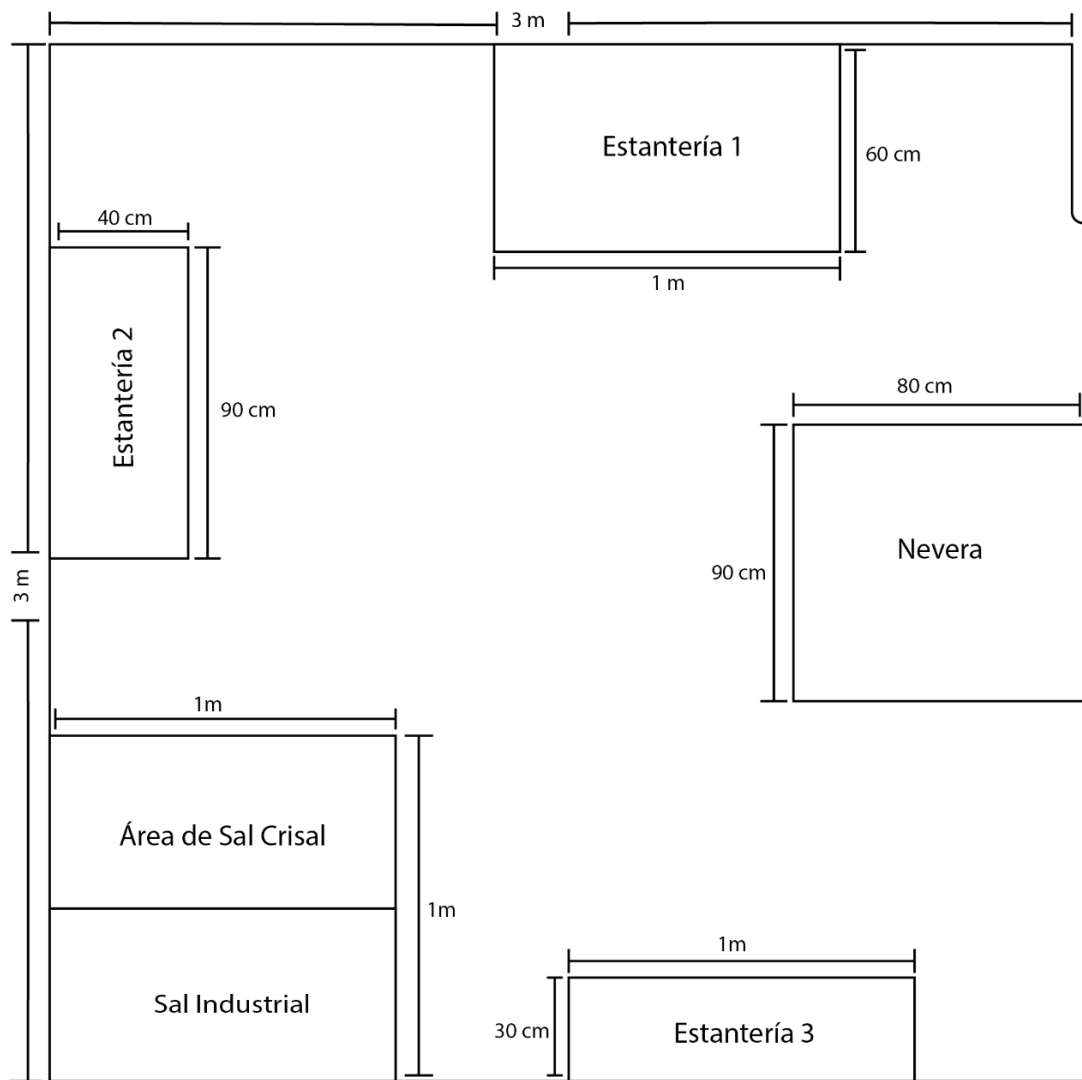 3 m
Estantería 1
60 cm
1 m
40 cm
Estantería 2
90 cm
80 cm
Nevera
90 cm
3 m
1m
Área de Sal Crisal
1m
Sal Industrial
1m
30 cm
Estantería 3